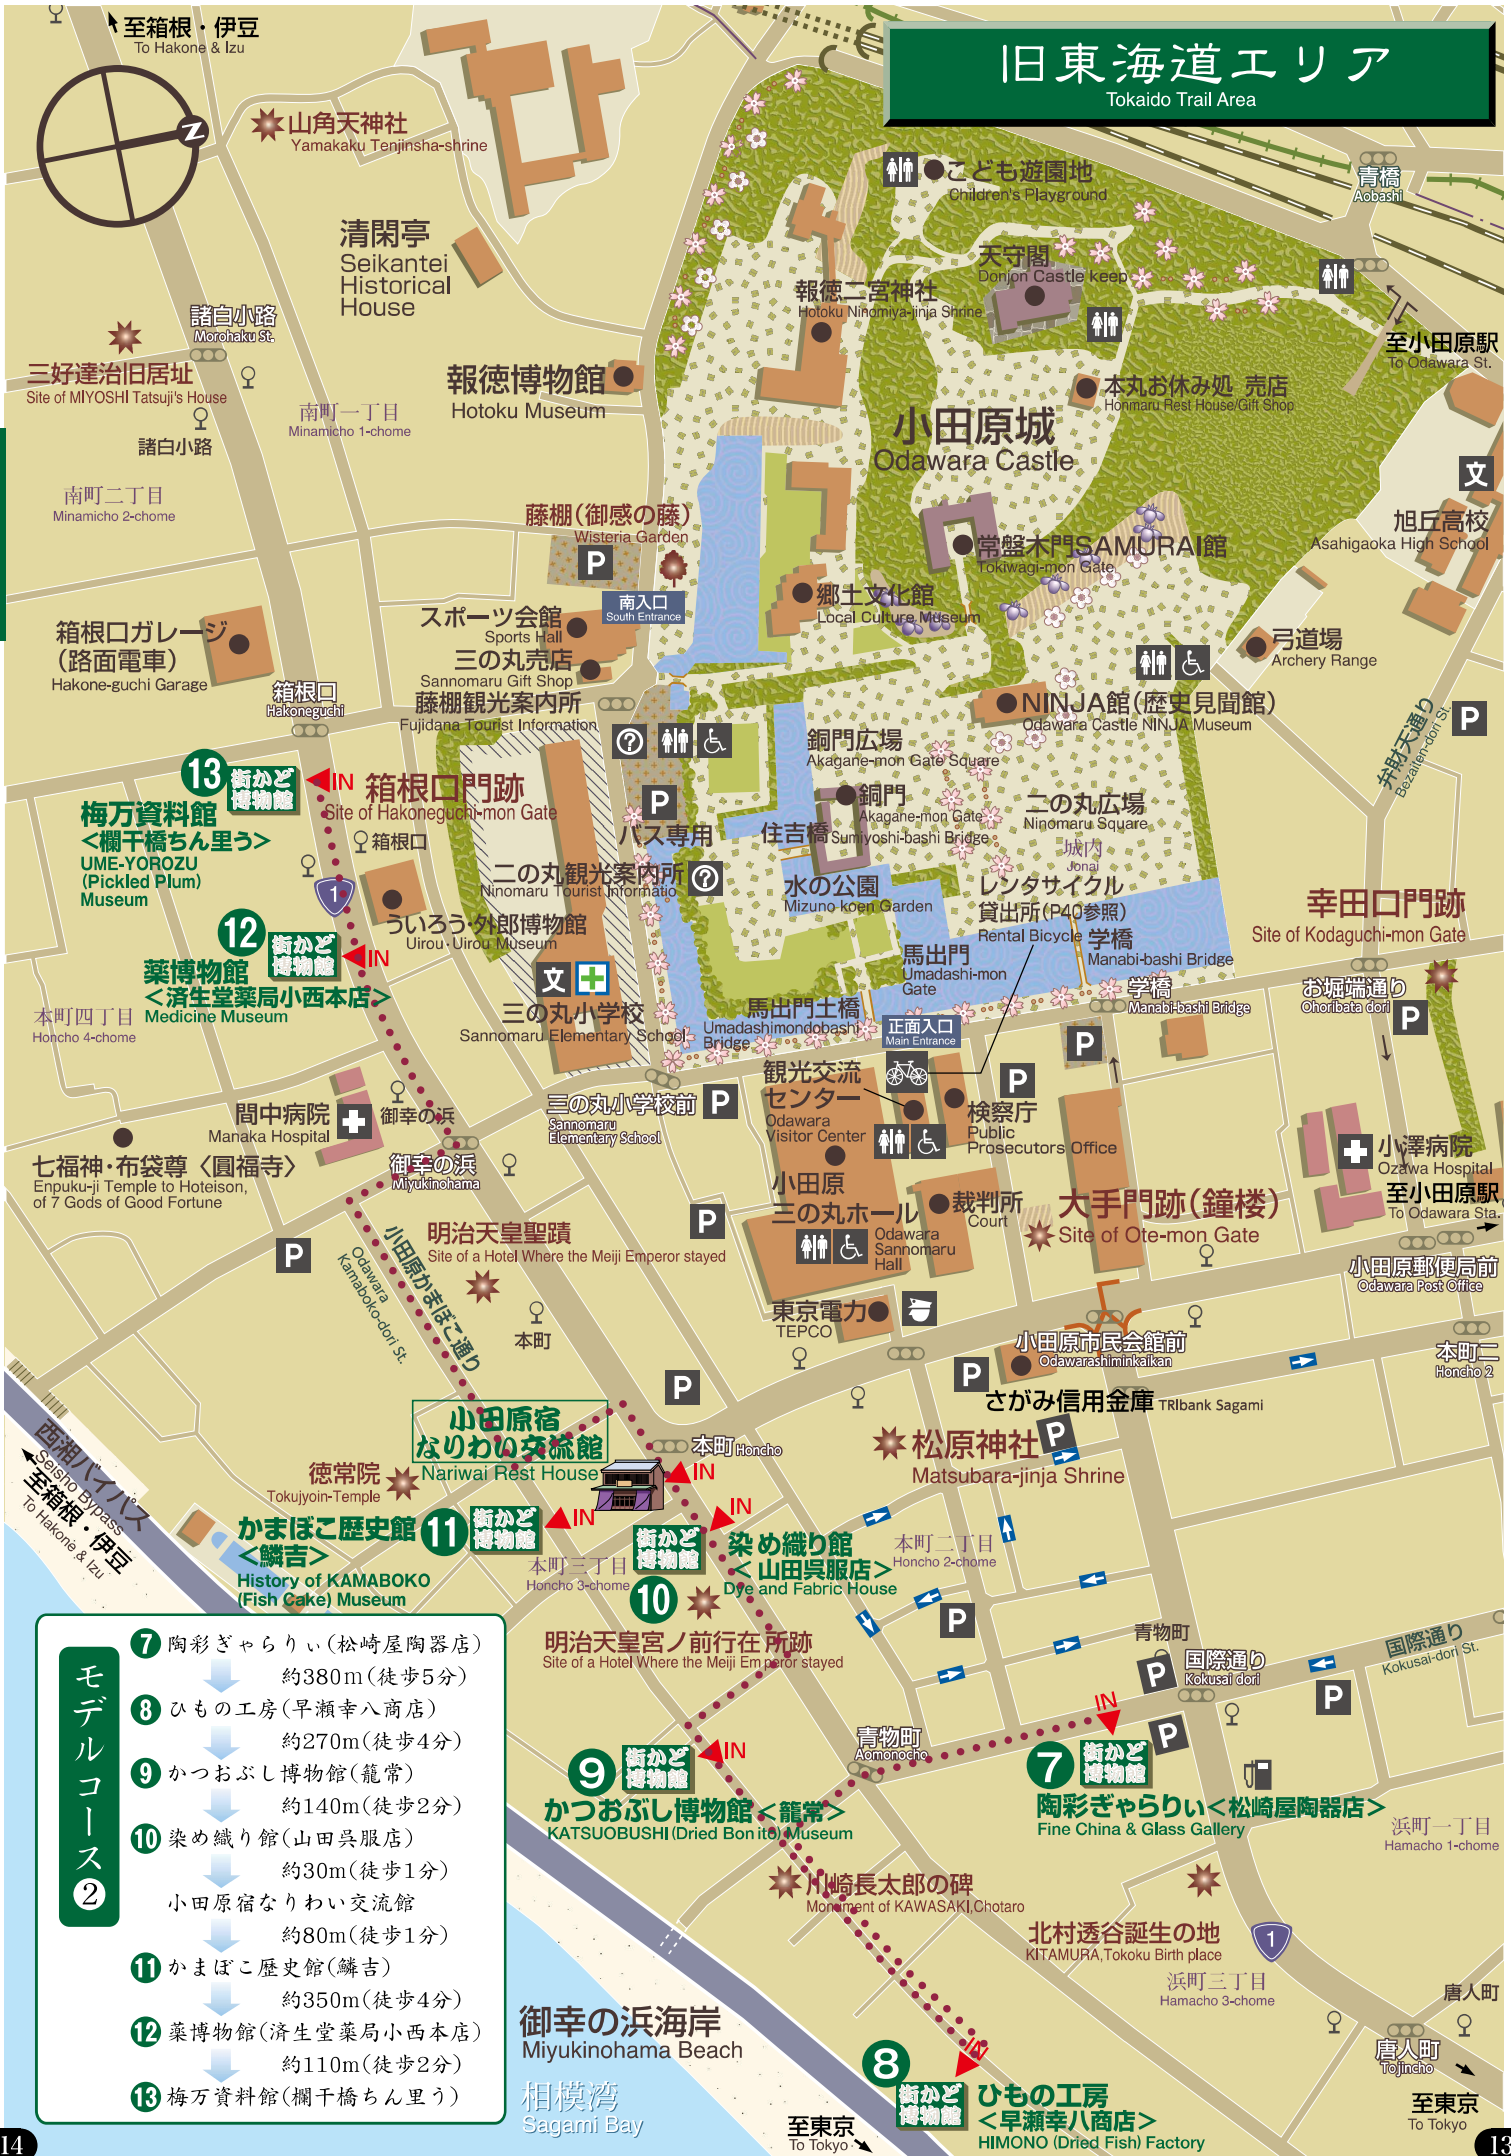 旧東海道エリア
Tokaido Trail Area
至箱根・伊豆
To Hakone & Izu
N
山角天神社
Yamakaku Tenjinsha-shrine
こども遊園地
Children's Playground
青橋
Aobashi
清閑亭
Seikantei
Historical
House
天守閣
Donjon Castle keep
報徳二宮神社
Hotoku Ninomiya-jinja Shrine
諸白小路
Morohaku St.
至小田原駅
To Odawara St.
三好達治旧居址
Site of MIYOSHI Tatsuji's House
報徳博物館
Hotoku Museum
本丸お休み処 売店
Honmaru Rest House/Gift Shop
南町一丁目
Minamicho 1-chome
諸白小路
小田原城
Odawara Castle
南町二丁目
Minamicho 2-chome
文
旭丘高校
Asahigaoka High School
藤棚(御感の藤)
Wisteria Garden
P
常盤木門SAMURAI館
Tokiwagi-mon Gate
南入口
South Entrance
郷土文化館
Local Culture Museum
スポーツ会館
Sports Hall
箱根口ガレージ
(路面電車)
Hakone-guchi Garage
三の丸売店
Sannomaru Gift Shop
弓道場
Archery Range
箱根口
Hakoneguchi
藤棚観光案内所
Fujidana Tourist Information
NINJA館(歴史見聞館)
Odawara Castle NINJA Museum
弁財天通り
Bezaiten-dori St.
P
?
銅門広場
Akagane-mon Gate Square
13
街かど
博物館
IN
梅万資料館
<欄干橋ちん里う>
UME-YOROZU
(Pickled Plum)
Museum
箱根口門跡
Site of Hakoneguchi-mon Gate
箱根口
P
バス専用
銅門
Akagane-mon Gate
住吉橋
Sumiyoshi-bashi Bridge
二の丸広場
Ninomaru Square
城内
Jonai
二の丸観光案内所
Ninomaru Tourist Informatio
?
水の公園
Mizuno koen Garden
レンタサイクル
貸出所(P40参照)
Rental Bicycle
1
ういろう・外郎博物館
Uirou・Uirou Museum
幸田口門跡
Site of Kodaguchi-mon Gate
12
街かど
博物館
IN
薬博物館
<済生堂薬局小西本店>
Medicine Museum
馬出門
Umadashi-mon
Gate
学橋
Manabi-bashi Bridge
学橋
Manabi-bashi Bridge
お堀端通り
Ohoribata dori
P
文
三の丸小学校
Sannomaru Elementary School
馬出門土橋
Umadashimondobashi
Bridge
正面入口
Main Entrance
本町四丁目
Honcho 4-chome
P
P
間中病院
Manaka Hospital
御幸の浜
三の丸小学校前
Sannomaru
Elementary School
P
観光交流
センター
Odawara
Visitor Center
検察庁
Public
Prosecutors Office
七福神・布袋尊〈圓福寺〉
Enpuku-ji Temple to Hoteison,
of 7 Gods of Good Fortune
御幸の浜
Miyukinohama
小澤病院
Ozawa Hospital
至小田原駅
To Odawara Sta.
小田原
三の丸ホール
Odawara
Sannomaru
Hall
裁判所
Court
大手門跡(鐘楼)
Site of Ote-mon Gate
P
P
小田原かまぼこ通り
Odawara
Kamaboko-dori St.
明治天皇聖蹟
Site of a Hotel Where the Meiji Emperor stayed
小田原郵便局前
Odawara Post Office
本町
東京電力
TEPCO
小田原市民会館前
Odawarashiminkaikan
本町二
Honcho 2
P
P
さがみ信用金庫 TRIbank Sagami
小田原宿
なりわい交流館
Nariwai Rest House
本町 Honcho
IN
松原神社
Matsubara-jinja Shrine
P
西湘バイパス
Seisho Bypass
至箱根・伊豆
To Hakone & Izu
徳常院
Tokujyoin-Temple
かまぼこ歴史館
<鱗吉>
History of KAMABOKO
(Fish Cake) Museum
11
街かど
博物館
IN
IN
本町三丁目
Honcho 3-chome
街かど
博物館
10
染め織り館
<山田呉服店>
Dye and Fabric House
本町二丁目
Honcho 2-chome
明治天皇宮ノ前行在所跡
Site of a Hotel Where the Meiji Emperor stayed
P
青物町
P
国際通り
Kokusai dori
国際通り
Kokusai-dori St.
P
モデルコース2
7 陶彩ぎゃらりぃ(松崎屋陶器店)
約380m(徒歩5分)
8 ひもの工房(早瀬幸八商店)
約270m(徒歩4分)
9 かつおぶし博物館(籠常)
約140m(徒歩2分)
10 染め織り館(山田呉服店)
約30m(徒歩1分)
小田原宿なりわい交流館
約80m(徒歩1分)
11 かまぼこ歴史館(鱗吉)
約350m(徒歩4分)
12 薬博物館(済生堂薬局小西本店)
約110m(徒歩2分)
13 梅万資料館(欄干橋ちん里う)
9
街かど
博物館
IN
かつおぶし博物館<籠常>
KATSUOBUSHI (Dried Bonito) Museum
青物町
Aomonocho
IN
7
街かど
博物館
P
陶彩ぎゃらりぃ<松崎屋陶器店>
Fine China & Glass Gallery
浜町一丁目
Hamacho 1-chome
川崎長太郎の碑
Monument of KAWASAKI,Chotaro
北村透谷誕生の地
KITAMURA,Tokoku Birth place
1
浜町三丁目
Hamacho 3-chome
唐人町
唐人町
Tojincho
御幸の浜海岸
Miyukinohama Beach
相模湾
Sagami Bay
IN
8
街かど
博物館
ひもの工房
<早瀬幸八商店>
HIMONO (Dried Fish) Factory
至東京
To Tokyo
至東京
To Tokyo
14
13